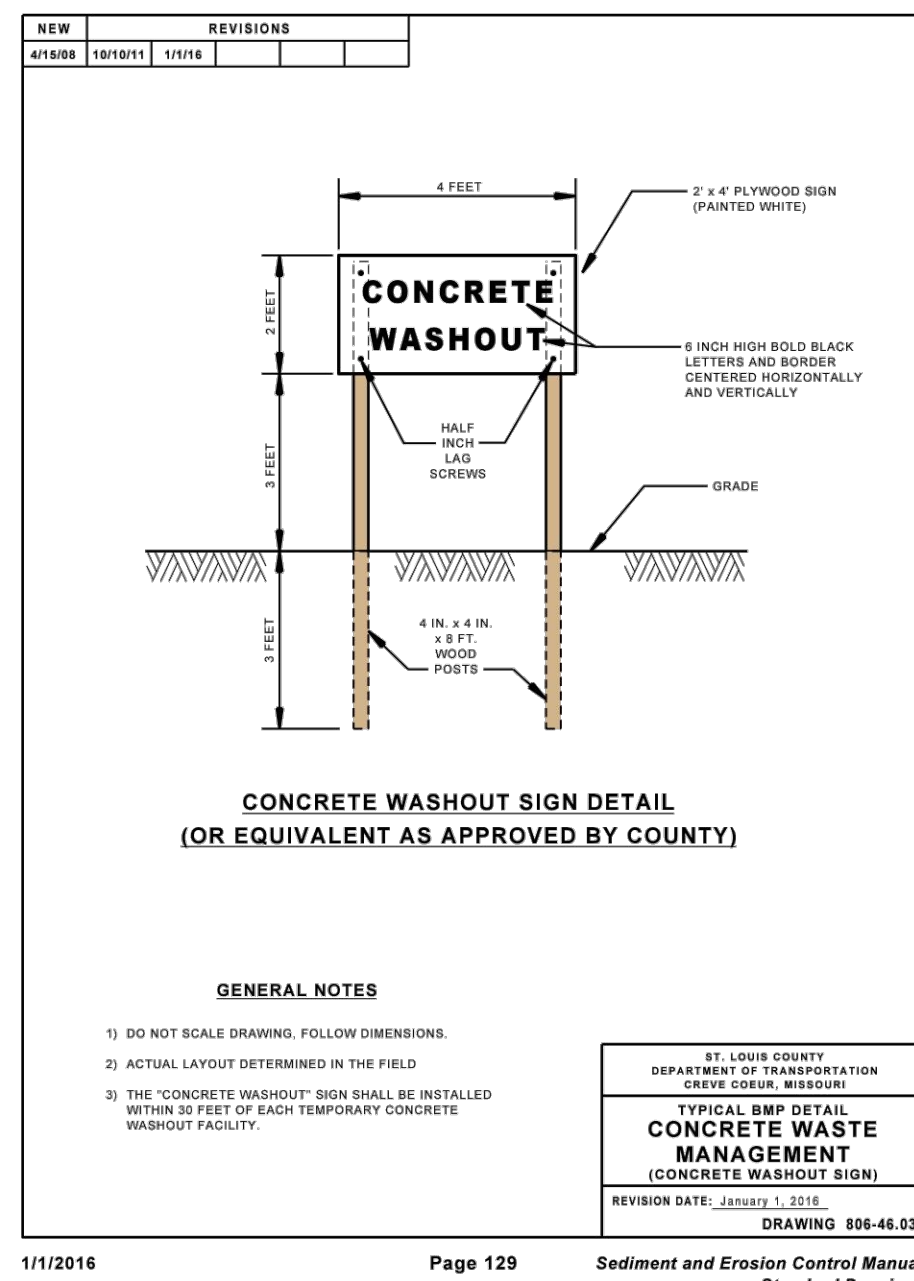 NEW REVISIONS
4/15/08 10/10/11 1/1/16
4 FEET
2' x 4' PLYWOOD SIGN
(PAINTED WHITE)
2 FEET
CONCRETE
WASHOUT
6 INCH HIGH BOLD BLACK
LETTERS AND BORDER
CENTERED HORIZONTALLY
AND VERTICALLY
3 FEET
HALF
INCH
LAG
SCREWS
GRADE
3 FEET
4 IN. x 4 IN.
x 8 FT.
WOOD
POSTS
CONCRETE WASHOUT SIGN DETAIL
(OR EQUIVALENT AS APPROVED BY COUNTY)
GENERAL NOTES
1) DO NOT SCALE DRAWING, FOLLOW DIMENSIONS.
2) ACTUAL LAYOUT DETERMINED IN THE FIELD
3) THE "CONCRETE WASHOUT" SIGN SHALL BE INSTALLED
WITHIN 30 FEET OF EACH TEMPORARY CONCRETE
WASHOUT FACILITY.
ST. LOUIS COUNTY
DEPARTMENT OF TRANSPORTATION
CREVE COEUR, MISSOURI
TYPICAL BMP DETAIL
CONCRETE WASTE
MANAGEMENT
(CONCRETE WASHOUT SIGN)
REVISION DATE: January 1, 2016
DRAWING 806-46.03
1/1/2016 Page 129 Sediment and Erosion Control Manua